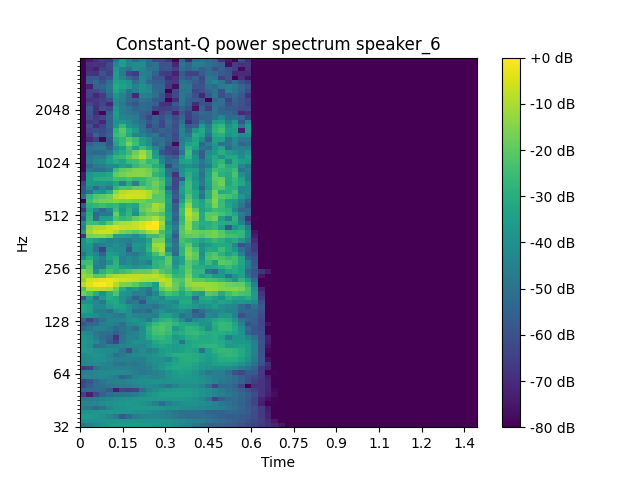 Constant-Q power spectrum speaker_6
Hz
2048
1024
512
256
128
64
32
0 0.15 0.3 0.45 0.6 0.75 0.9 1.1 1.2 1.4
Time
+0 dB
-10 dB
-20 dB
-30 dB
-40 dB
-50 dB
-60 dB
-70 dB
-80 dB